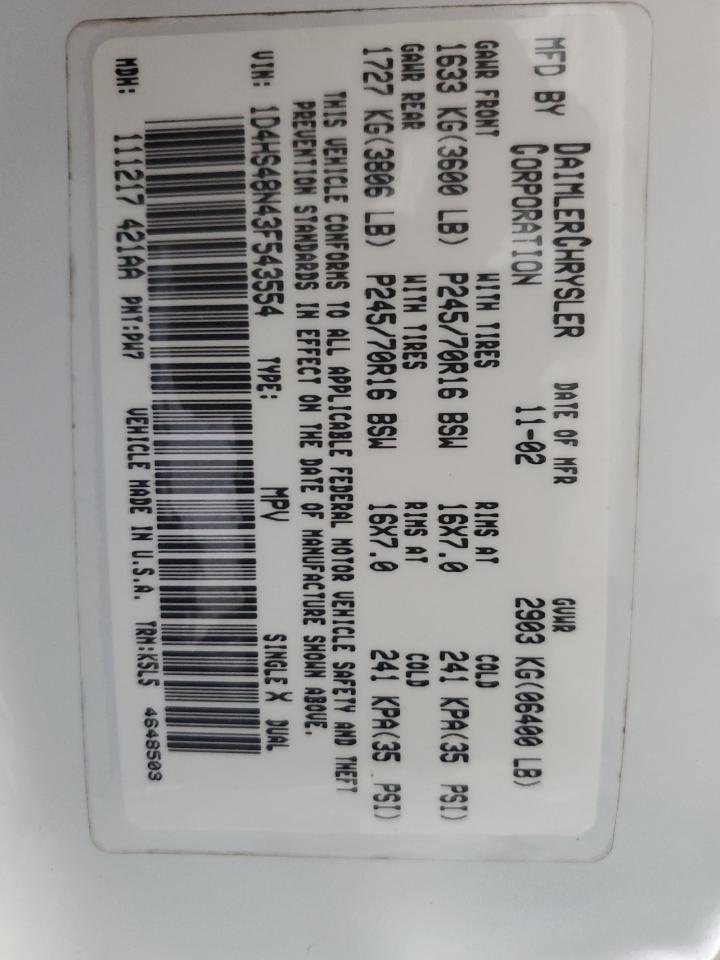 MFD BY DAIMLERCHRYSLER DATE OF MFR GVWR
CORPORATION 11-02 2903 KG(06400 LB)
GAWR FRONT WITH TIRES RIMS AT COLD
1633 KG(3600 LB) P245/70R16 BSW 16X7.0 241 KPA(35 PSI)
GAWR REAR WITH TIRES RIMS AT COLD
1727 KG(3806 LB) P245/70R16 BSW 16X7.0 241 KPA(35 PSI)
THIS VEHICLE CONFORMS TO ALL APPLICABLE FEDERAL MOTOR VEHICLE SAFETY AND THEFT
PREVENTION STANDARDS IN EFFECT ON THE DATE OF MANUFACTURE SHOWN ABOVE.
VIN: 1D4HS48N43F543554 TYPE: MPV SINGLE X DUAL
MDH: 111217 421AA PNT:PW7 VEHICLE MADE IN U.S.A. TRM:K5L5 4648503